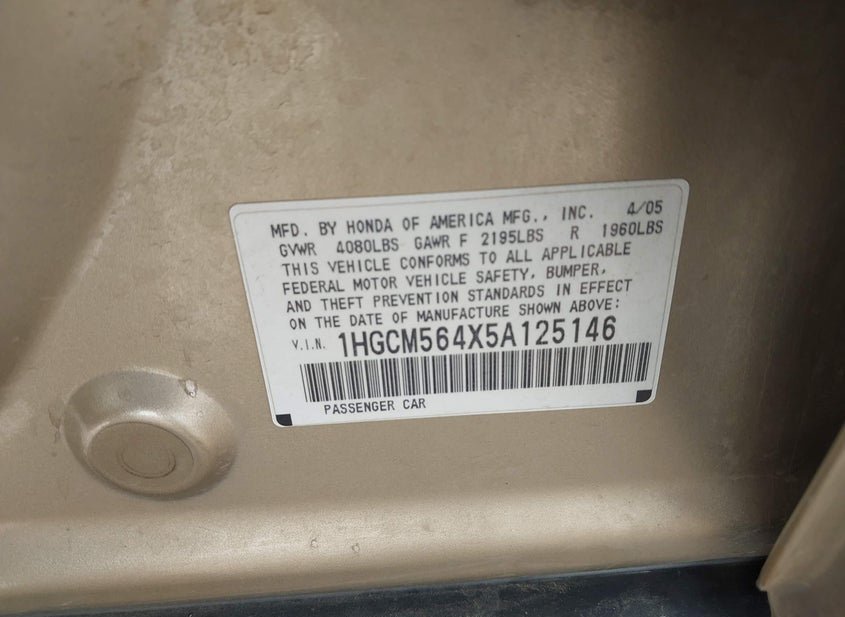 MFD. BY HONDA OF AMERICA MFG., INC. 4/05
GVWR 4080LBS GAWR F 2195LBS R 1960LBS
THIS VEHICLE CONFORMS TO ALL APPLICABLE
FEDERAL MOTOR VEHICLE SAFETY, BUMPER,
AND THEFT PREVENTION STANDARDS IN EFFECT
ON THE DATE OF MANUFACTURE SHOWN ABOVE:
V.I.N. 1HGCM564X5A125146
PASSENGER CAR